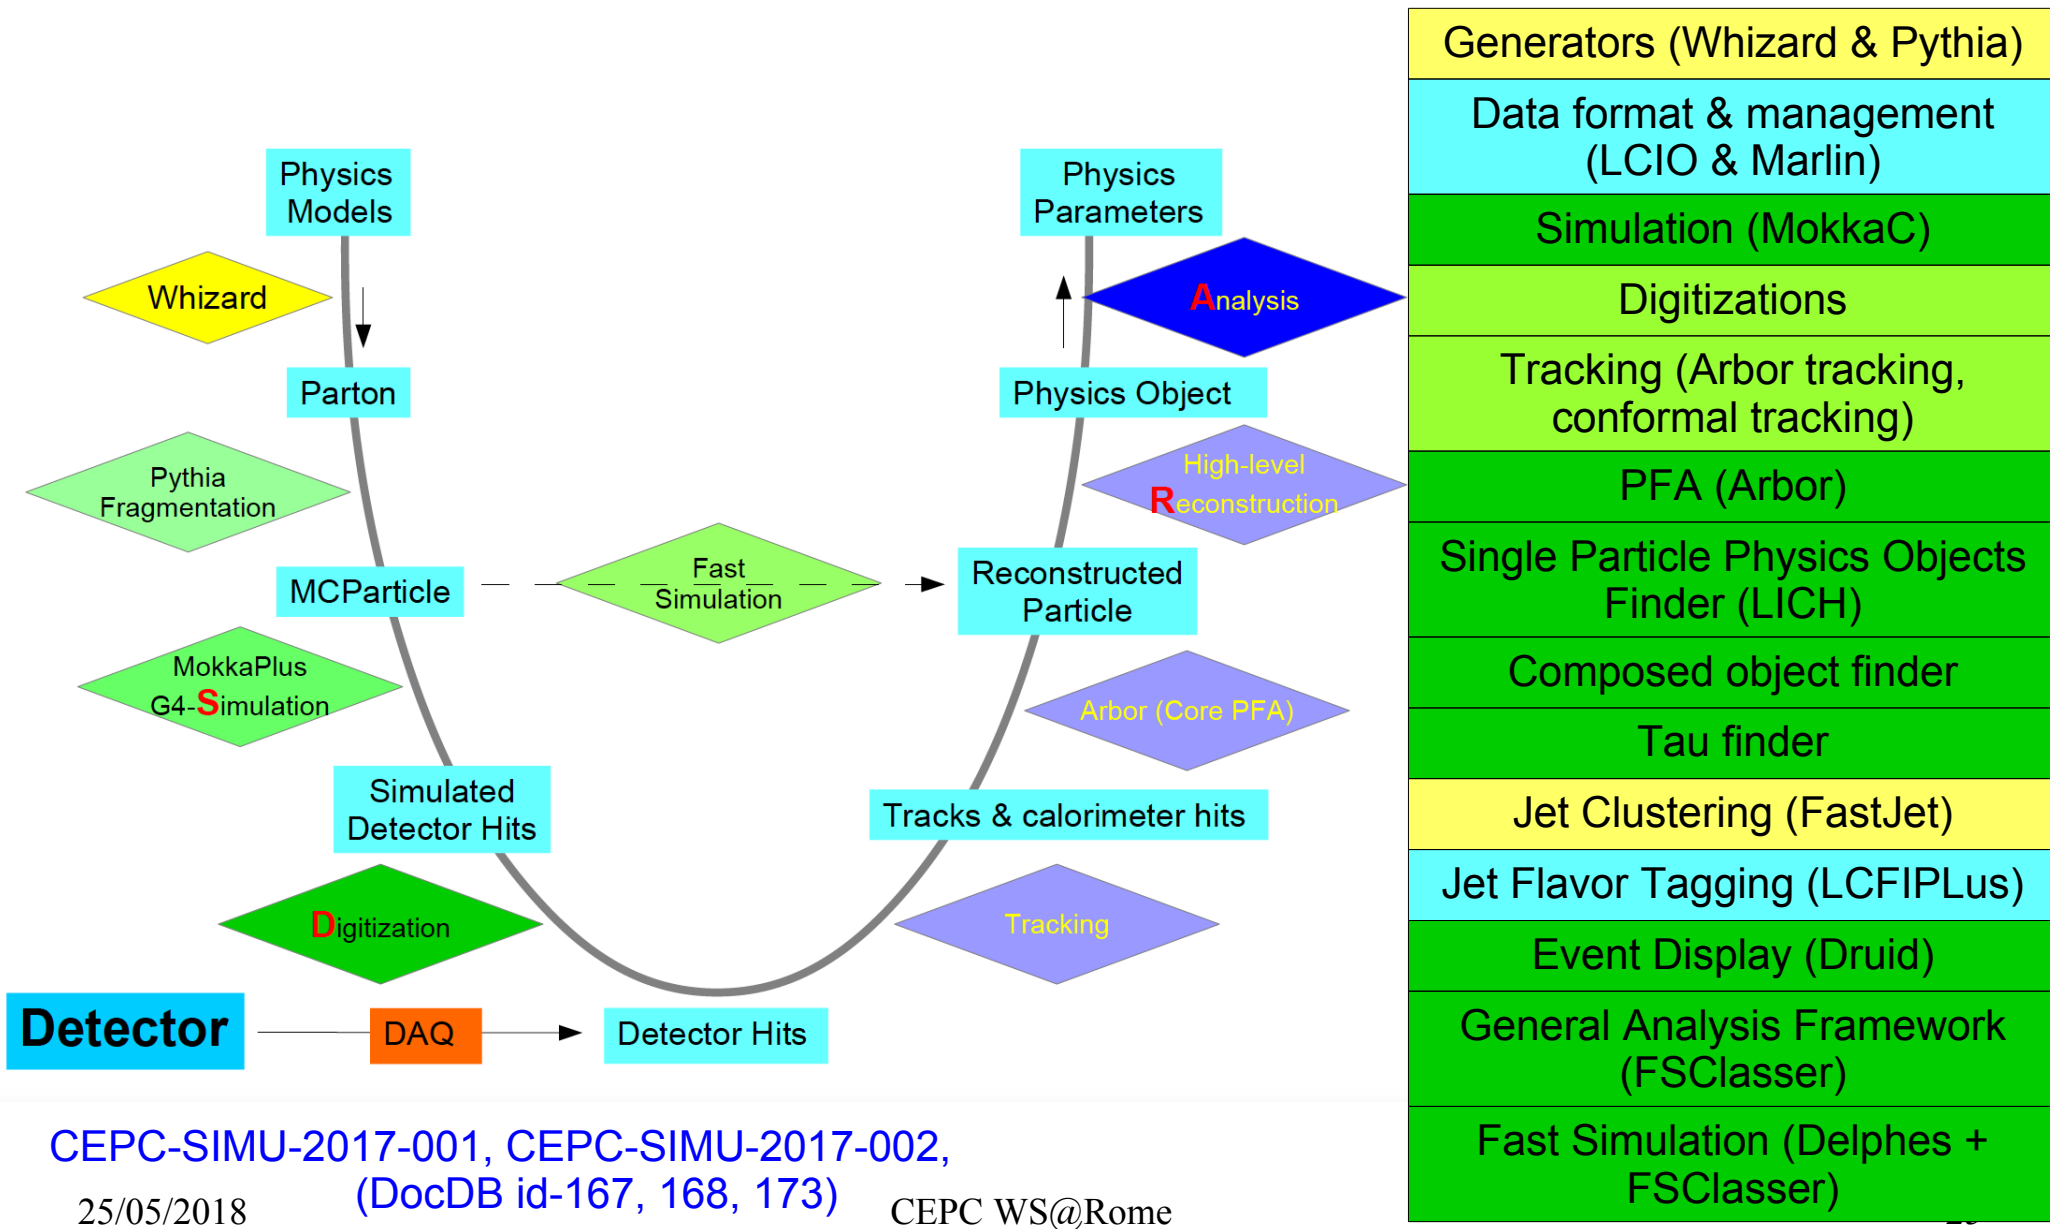 Physics
Models
Whizard
Parton
Pythia
Fragmentation
MCParticle
MokkaPlus
G4-Simulation
Simulated
Detector Hits
Digitization
Detector
DAQ
Detector Hits
Fast
Simulation
Physics
Parameters
Analysis
Physics Object
High-level
Reconstruction
Reconstructed
Particle
Arbor (Core PFA)
Tracks & calorimeter hits
Tracking
Generators (Whizard & Pythia)
Data format & management
(LCIO & Marlin)
Simulation (MokkaC)
Digitizations
Tracking (Arbor tracking,
conformal tracking)
PFA (Arbor)
Single Particle Physics Objects
Finder (LICH)
Composed object finder
Tau finder
Jet Clustering (FastJet)
Jet Flavor Tagging (LCFIPLus)
Event Display (Druid)
General Analysis Framework
(FSClasser)
Fast Simulation (Delphes +
FSClasser)
CEPC-SIMU-2017-001, CEPC-SIMU-2017-002,
(DocDB id-167, 168, 173)
25/05/2018
CEPC WS@Rome